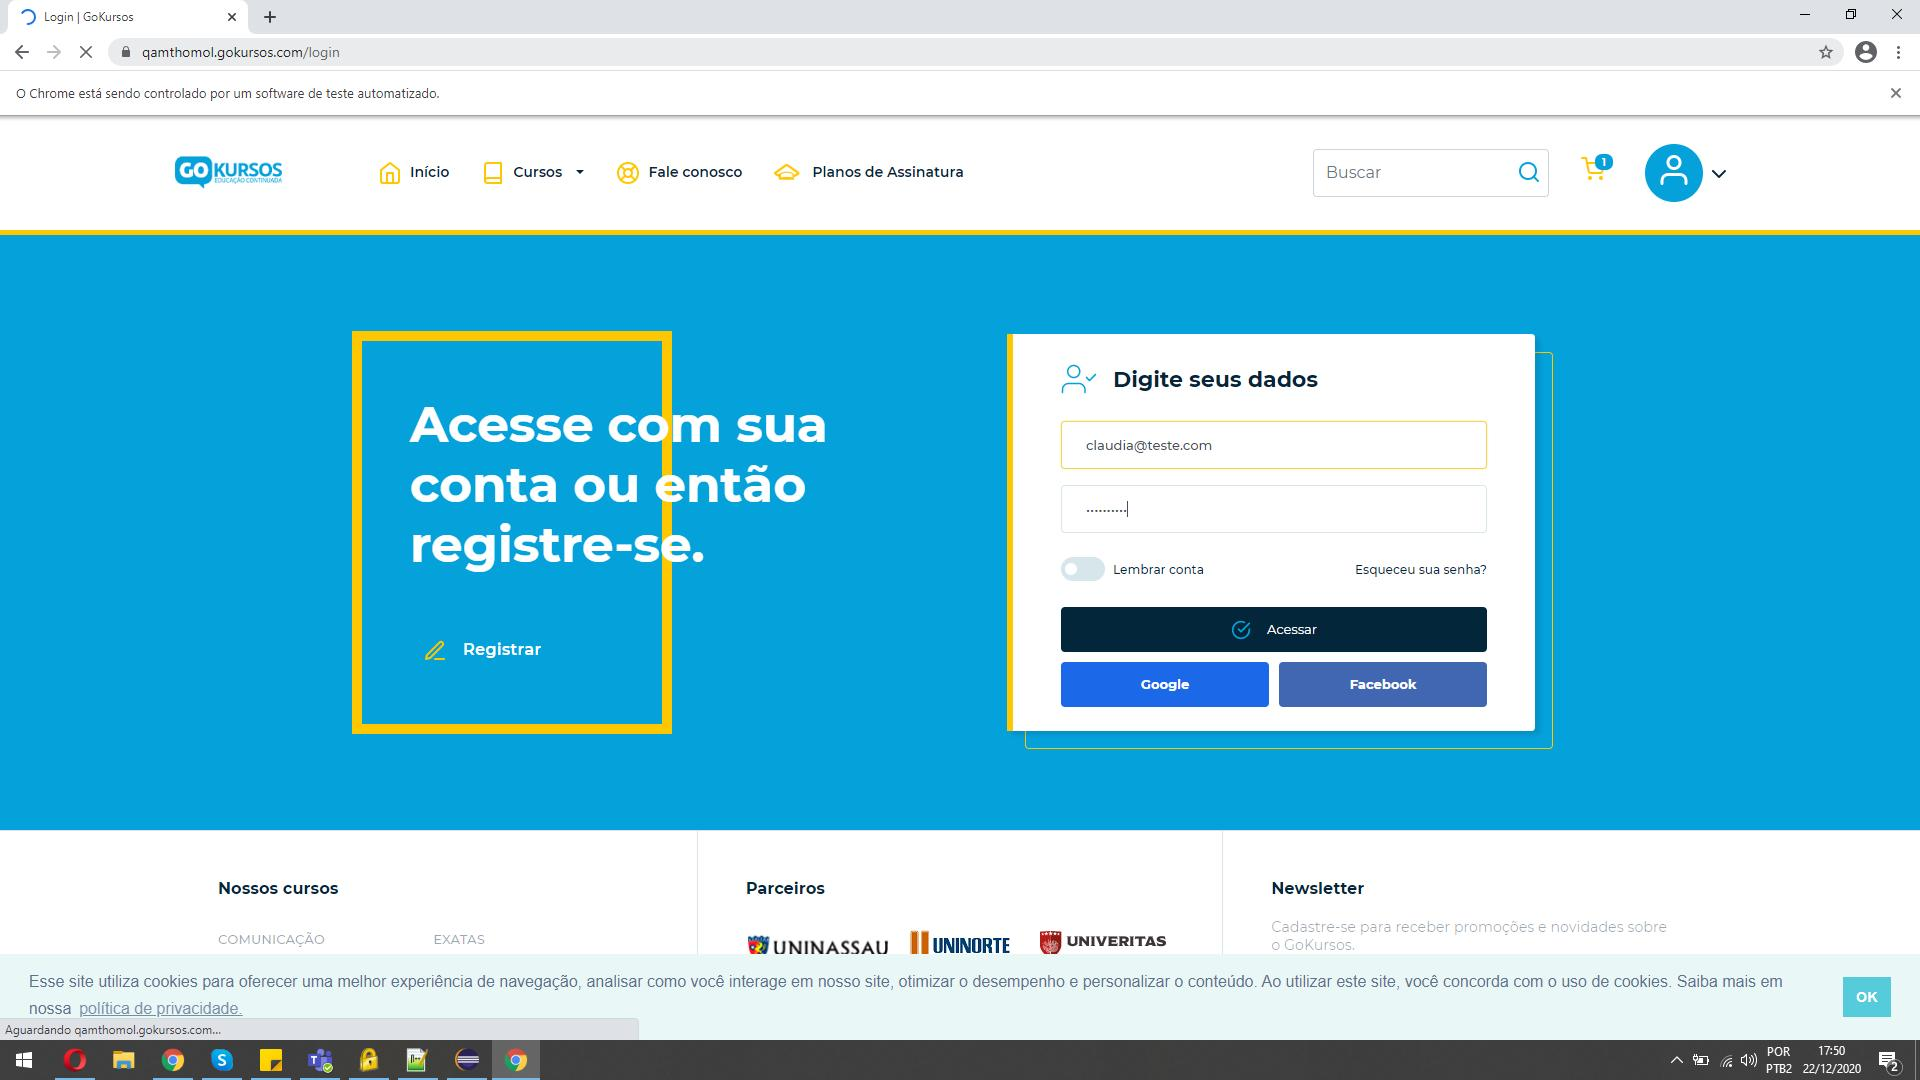 Login | GoKursos
qamthomol.gokursos.com/login
O Chrome está sendo controlado por um software de teste automatizado.
GOKURSOS
EDUCAÇÃO CONTINUADA
Início
Cursos
Fale conosco
Planos de Assinatura
Buscar
1
Acesse com sua
conta ou então
registre-se.
Registrar
Digite seus dados
claudia@teste.com
..........
Lembrar conta
Esqueceu sua senha?
Acessar
Google
Facebook
Nossos cursos
COMUNICAÇÃO
EXATAS
Parceiros
UNINASSAU
UNINORTE
UNIVERITAS
Newsletter
Cadastre-se para receber promoções e novidades sobre
o GoKursos.
Esse site utiliza cookies para oferecer uma melhor experiência de navegação, analisar como você interage em nosso site, otimizar o desempenho e personalizar o conteúdo. Ao utilizar este site, você concorda com o uso de cookies. Saiba mais em
nossa política de privacidade.
OK
Aguardando qamthomol.gokursos.com...
POR
PTB2
17:50
22/12/2020
2